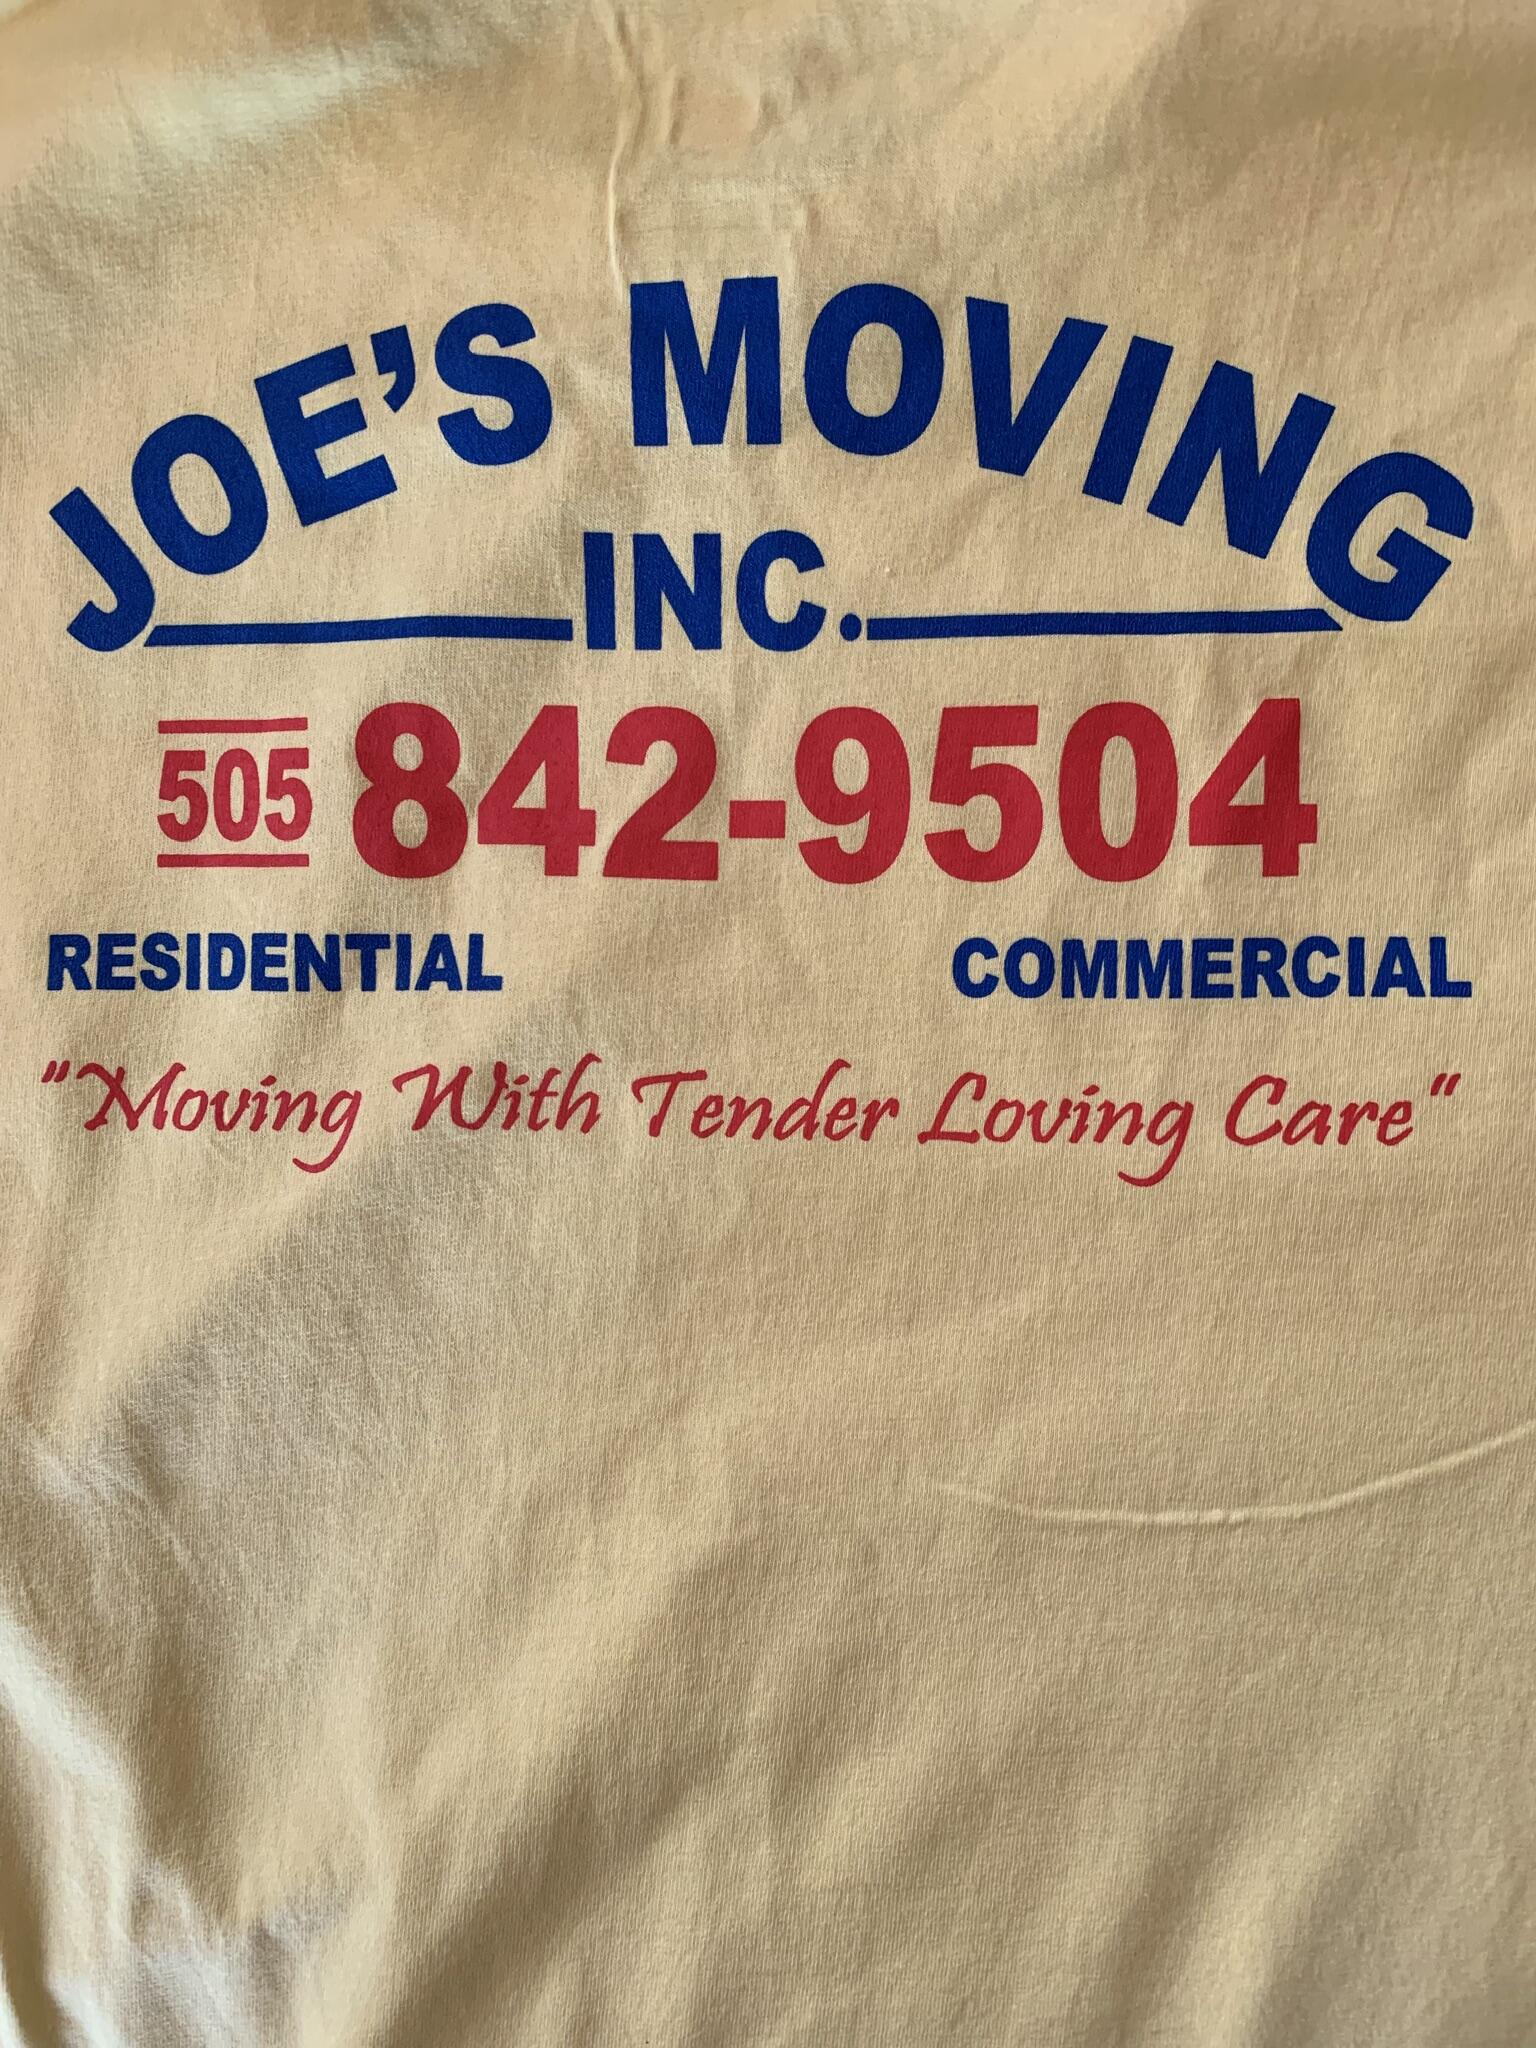 JOE'S MOVING
INC.
505 842-9504
RESIDENTIAL COMMERCIAL
"Moving With Tender Loving Care"